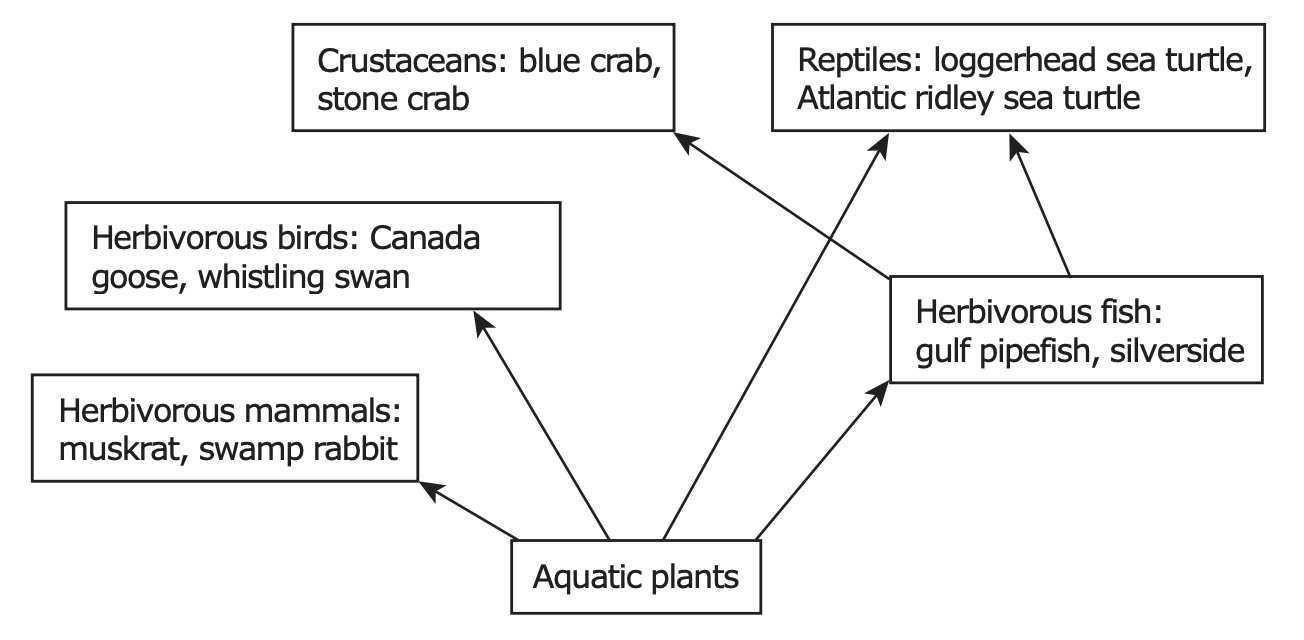 Crustaceans: blue crab,
stone crab
Reptiles: loggerhead sea turtle,
Atlantic ridley sea turtle
Herbivorous birds: Canada
goose, whistling swan
Herbivorous fish:
gulf pipefish, silverside
Herbivorous mammals:
muskrat, swamp rabbit
Aquatic plants